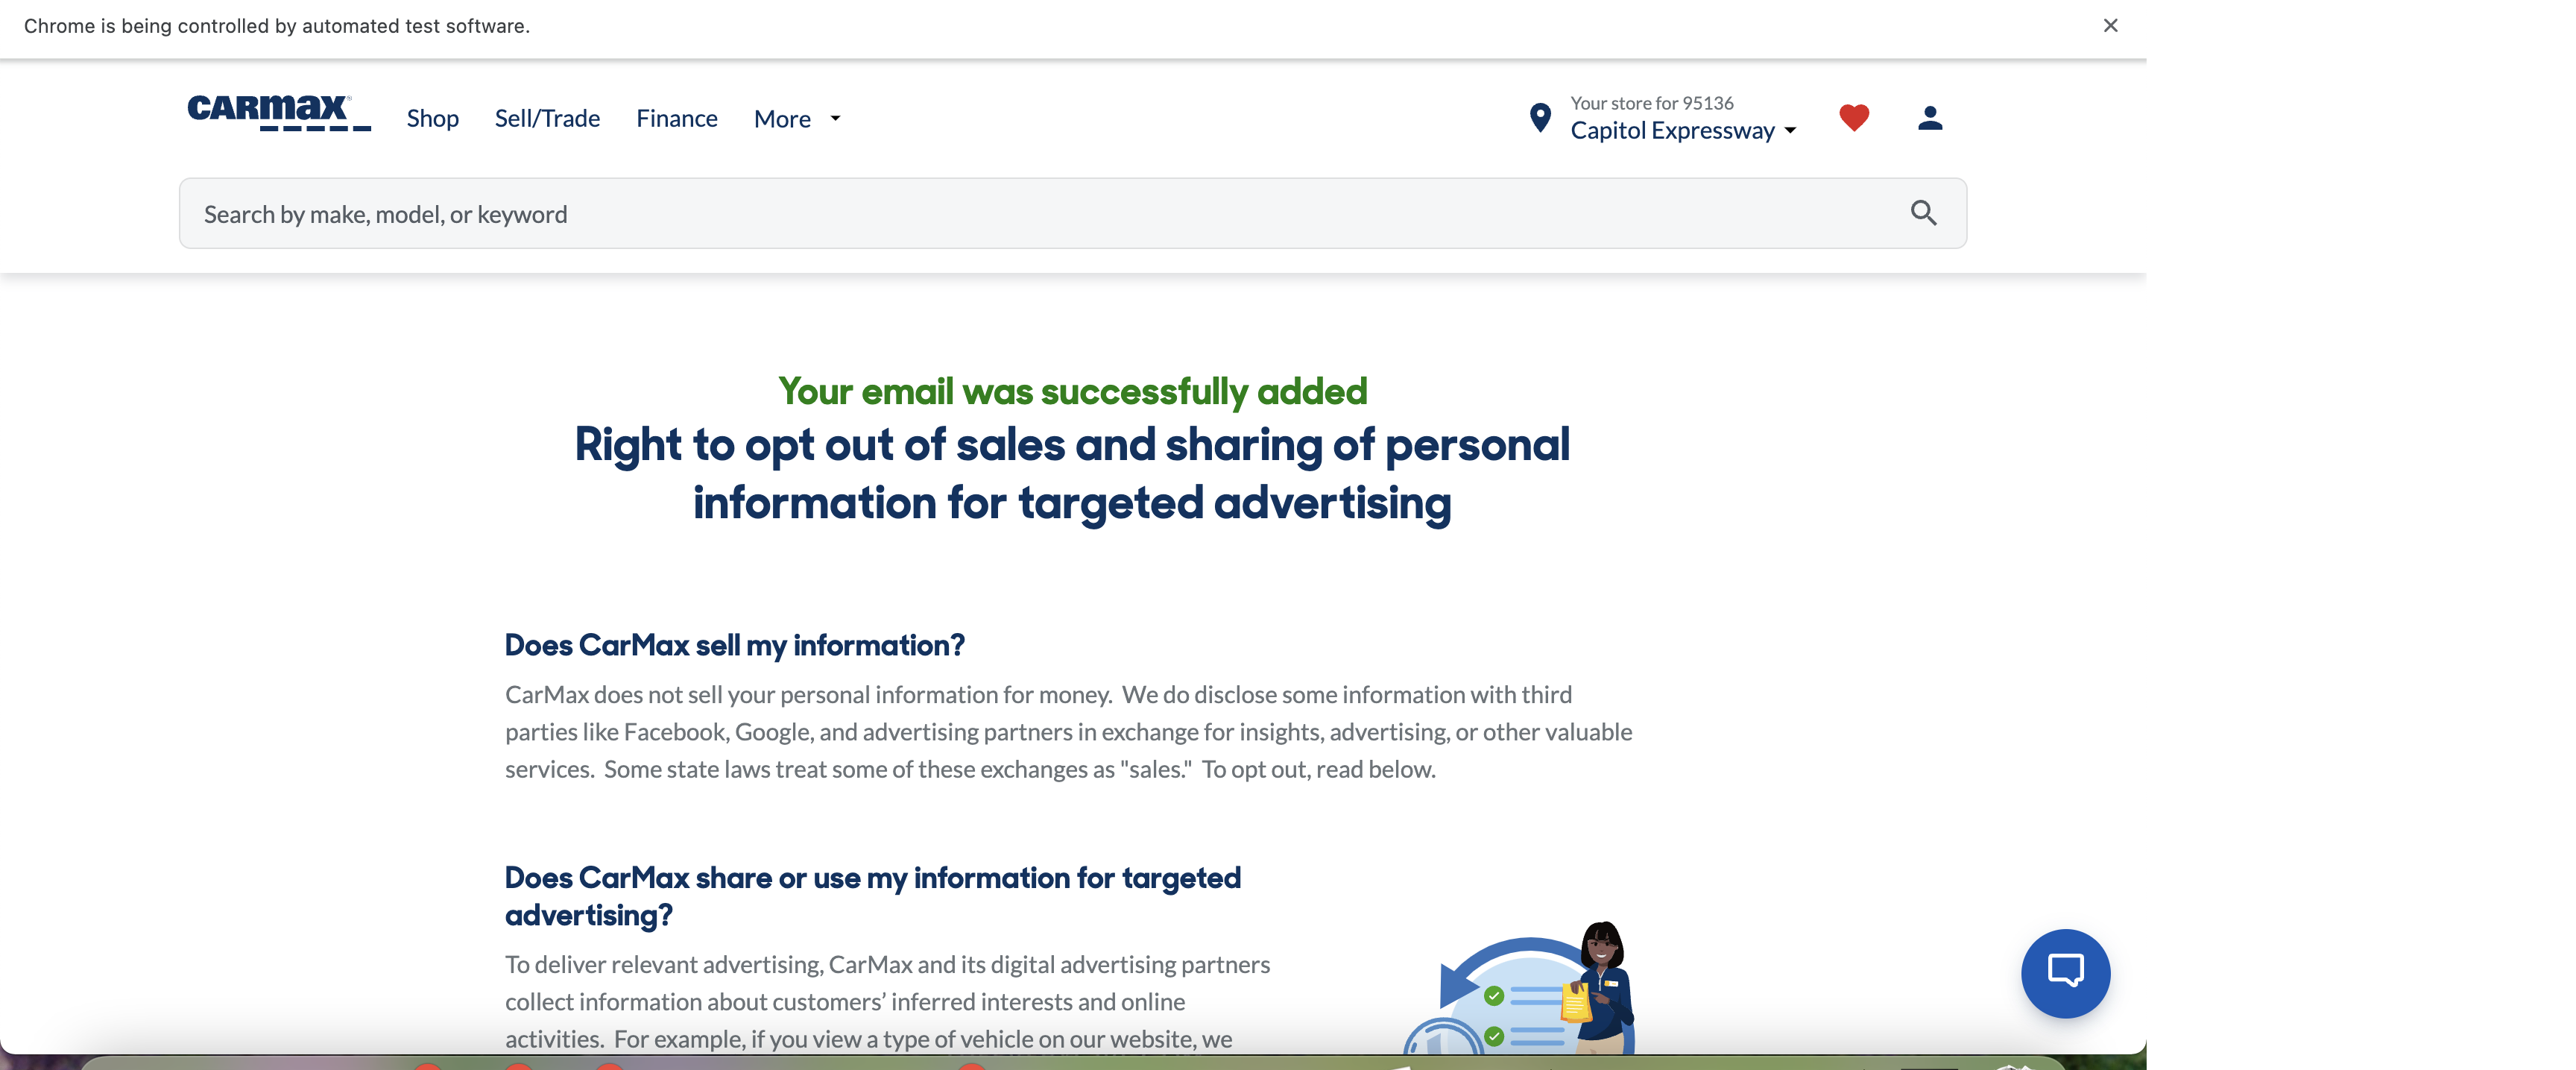 Chrome is being controlled by automated test software.
CARMAX
Shop
Sell/Trade
Finance
More
Your store for 95136
Capitol Expressway
Search by make, model, or keyword
Your email was successfully added
Right to opt out of sales and sharing of personal
information for targeted advertising
Does CarMax sell my information?
CarMax does not sell your personal information for money. We do disclose some information with third
parties like Facebook, Google, and advertising partners in exchange for insights, advertising, or other valuable
services. Some state laws treat some of these exchanges as "sales." To opt out, read below.
Does CarMax share or use my information for targeted
advertising?
To deliver relevant advertising, CarMax and its digital advertising partners
collect information about customers’ inferred interests and online
activities. For example, if you view a type of vehicle on our website, we